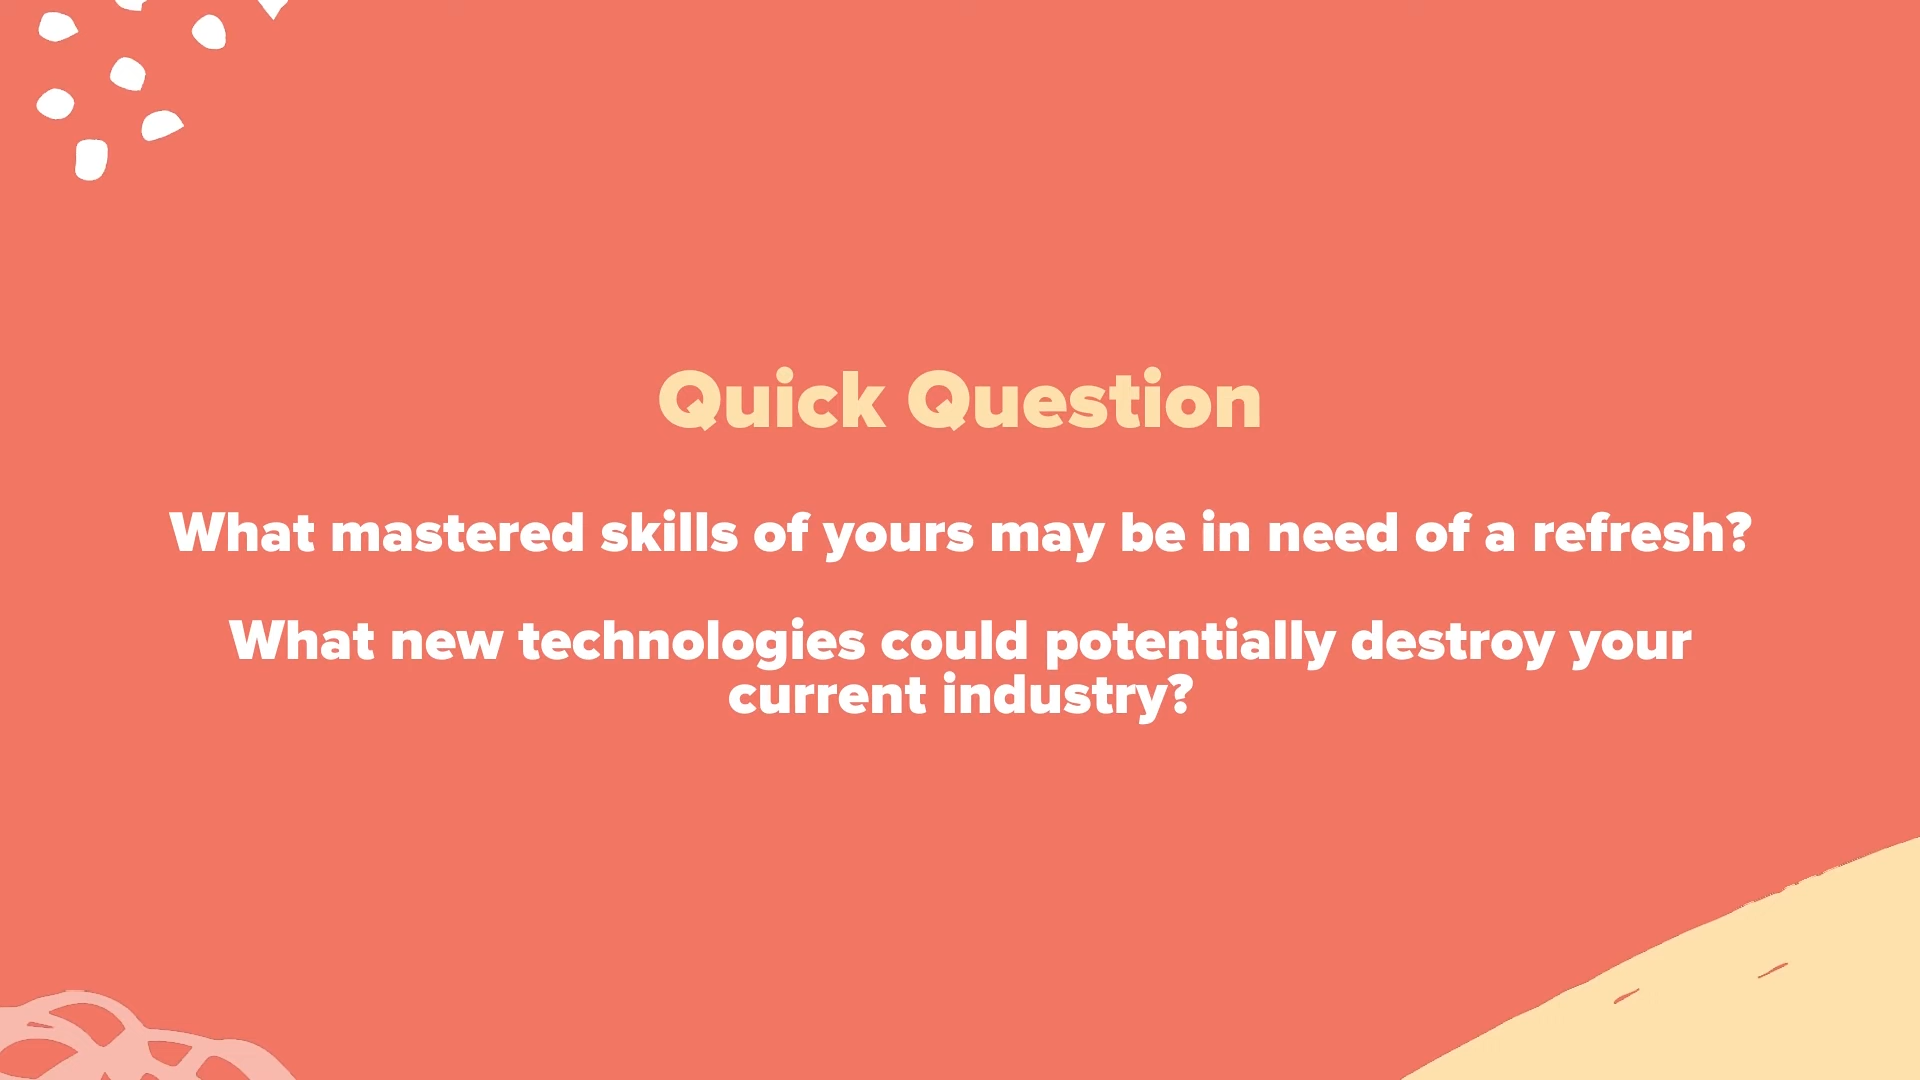 Quick Question
What mastered skills of yours may be in need of a refresh?
What new technologies could potentially destroy your
current industry?